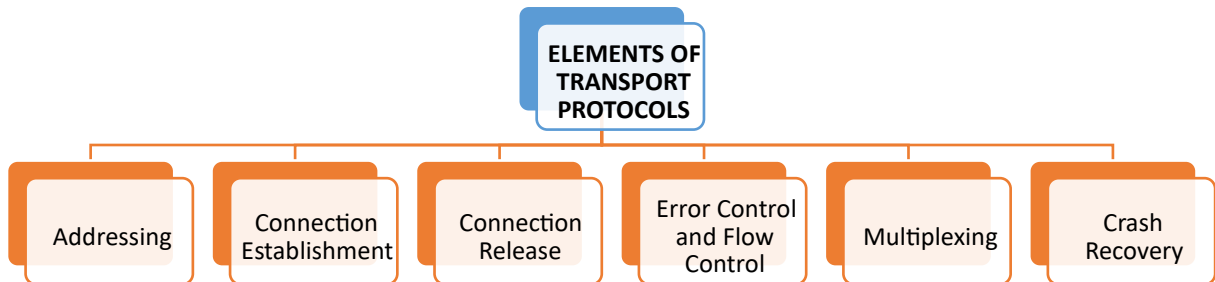 ELEMENTS OF
TRANSPORT
PROTOCOLS
Addressing
Connection
Establishment
Connection
Release
Error Control
and Flow
Control
Multiplexing
Crash
Recovery